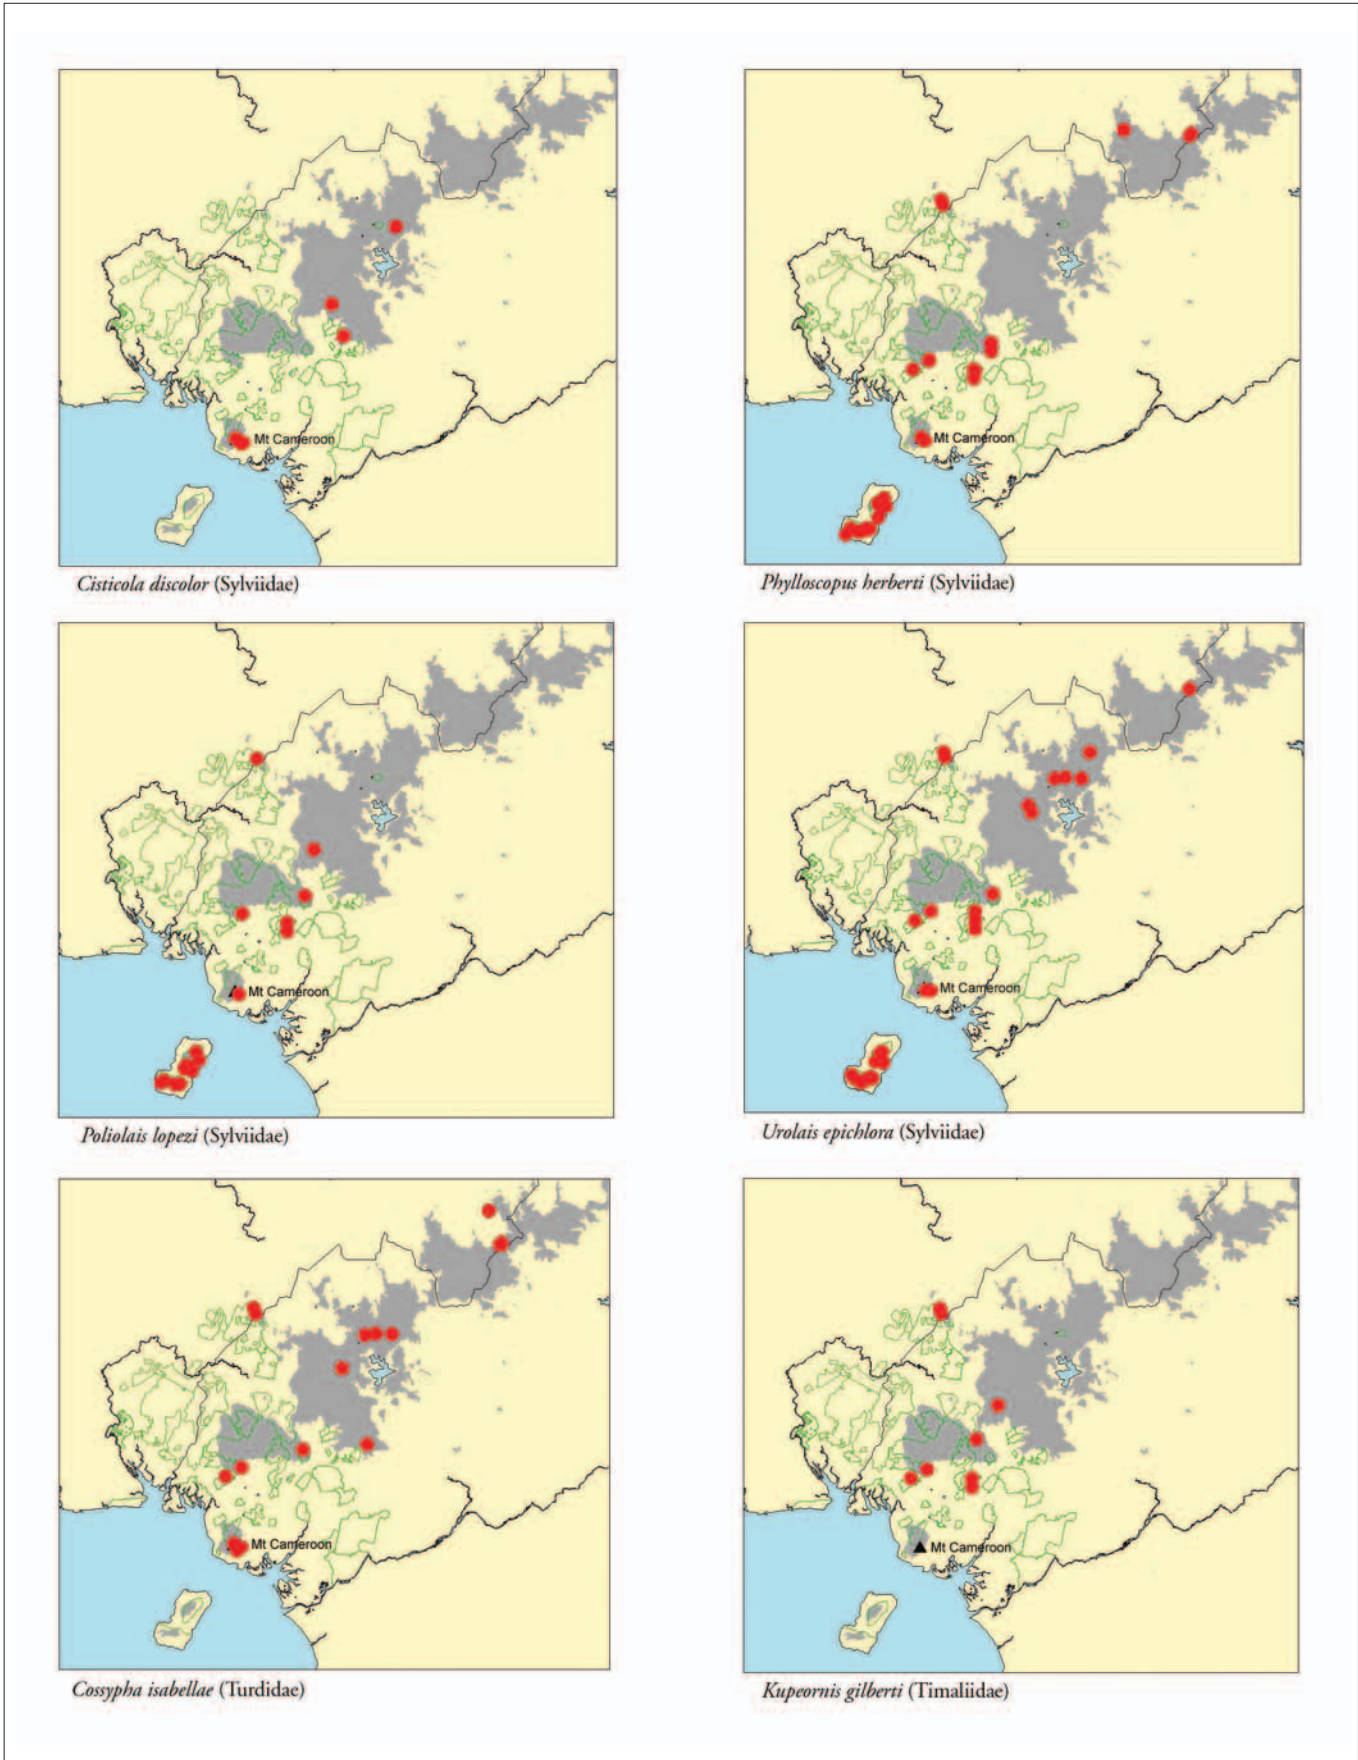 Mt Cameroon
Cisticola discolor (Sylviidae)
Mt Cameroon
Phylloscopus herberti (Sylviidae)
Mt Cameroon
Poliolais lopezi (Sylviidae)
Mt Cameroon
Urolais epichlora (Sylviidae)
Mt Cameroon
Cossypha isabellae (Turdidae)
Mt Cameroon
Kupeornis gilberti (Timaliidae)